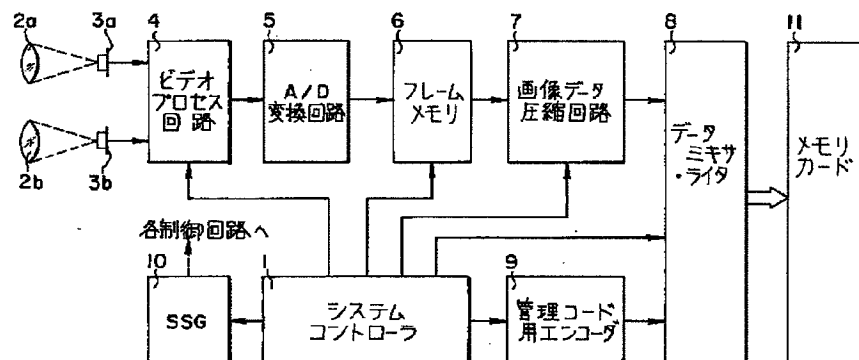 2a
3a
4
5
6
7
8
11
ビデオ
プロセス
回路
A/D
変換回路
フレーム
メモリ
画像データ
圧縮回路
データ
ミキサ
・ライタ
メモリ
カード
2b
3b
各制御回路へ
10
1
9
SSG
システム
コントローラ
管理コード
用エンコーダ